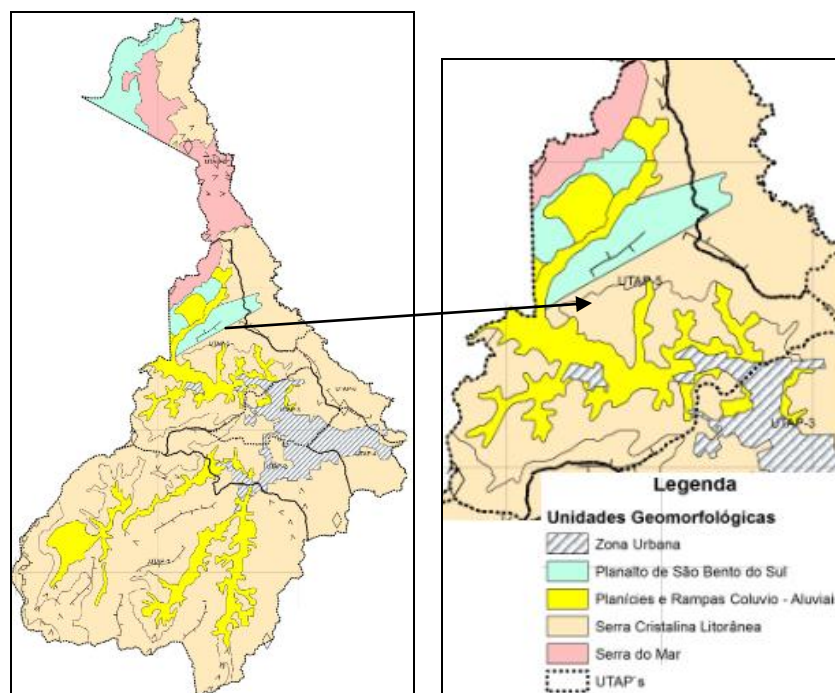 UTAP-5
UTAP-3
Legenda
Unidades Geomorfológicas
Zona Urbana
Planalto de São Bento do Sul
Planícies e Rampas Coluvio - Aluviai
Serra Cristalina Litorânea
Serra do Mar
UTAP´s